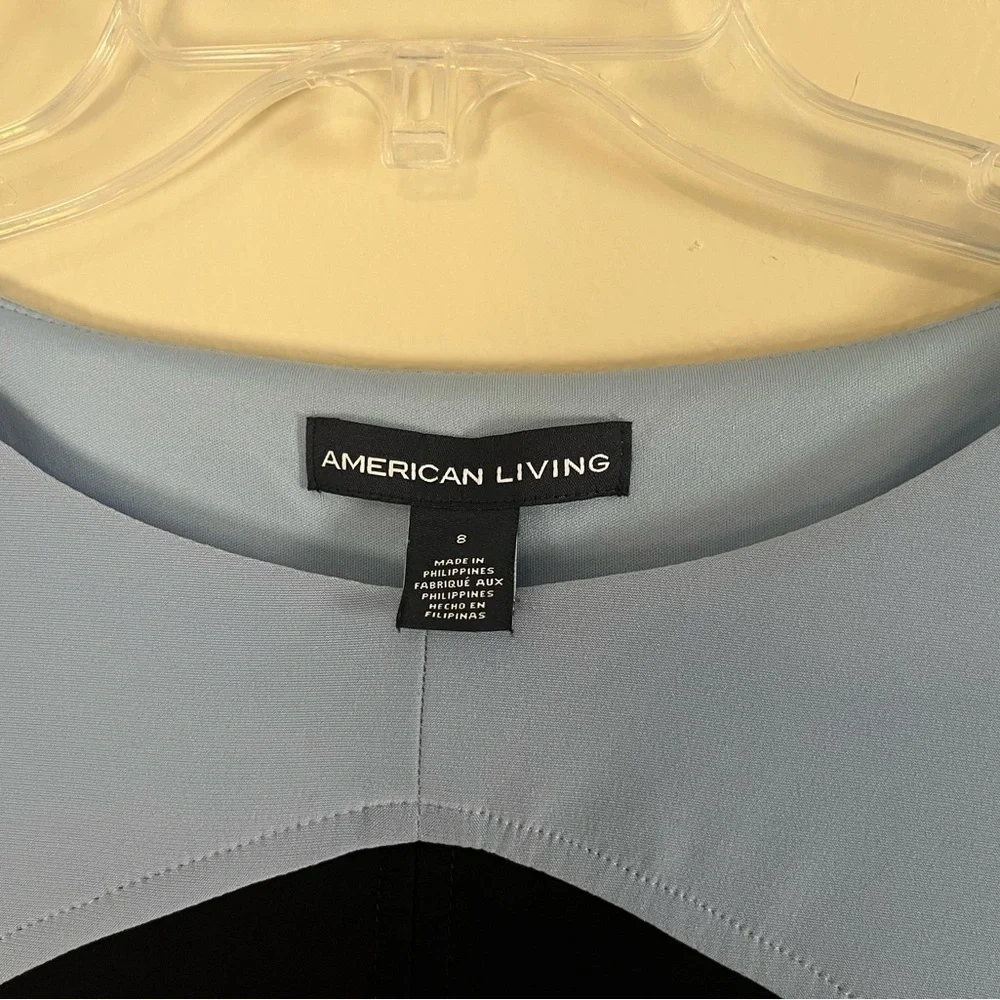 AMERICAN LIVING
8
MADE IN
PHILIPPINES
FABRIQUÉ AUX
PHILIPPINES
HECHO EN
FILIPINAS